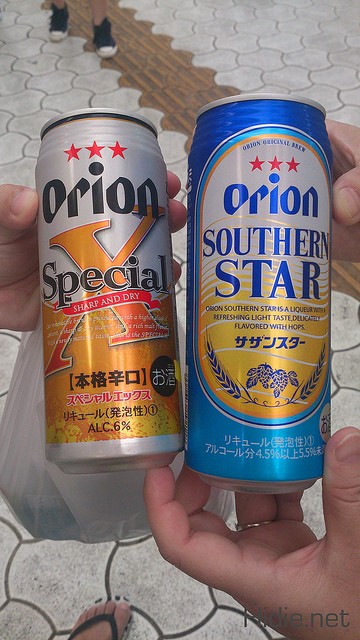 Orion
X
Special
SHARP AND DRY
【本格辛口】
お酒
スペシャルエックス
リキュール(発泡性)①
ALC.6%
ORION ORIGINAL BREW
Orion
SOUTHERN
STAR
ORION SOUTHERN STAR IS A LIQUEUR WITH A
REFRESHING LIGHT TASTE, DELICATELY
FLAVORED WITH HOPS.
サザンスター
お
リキュール(発泡性)①
アルコール分4.5%以上5.5%未
Hidie.net